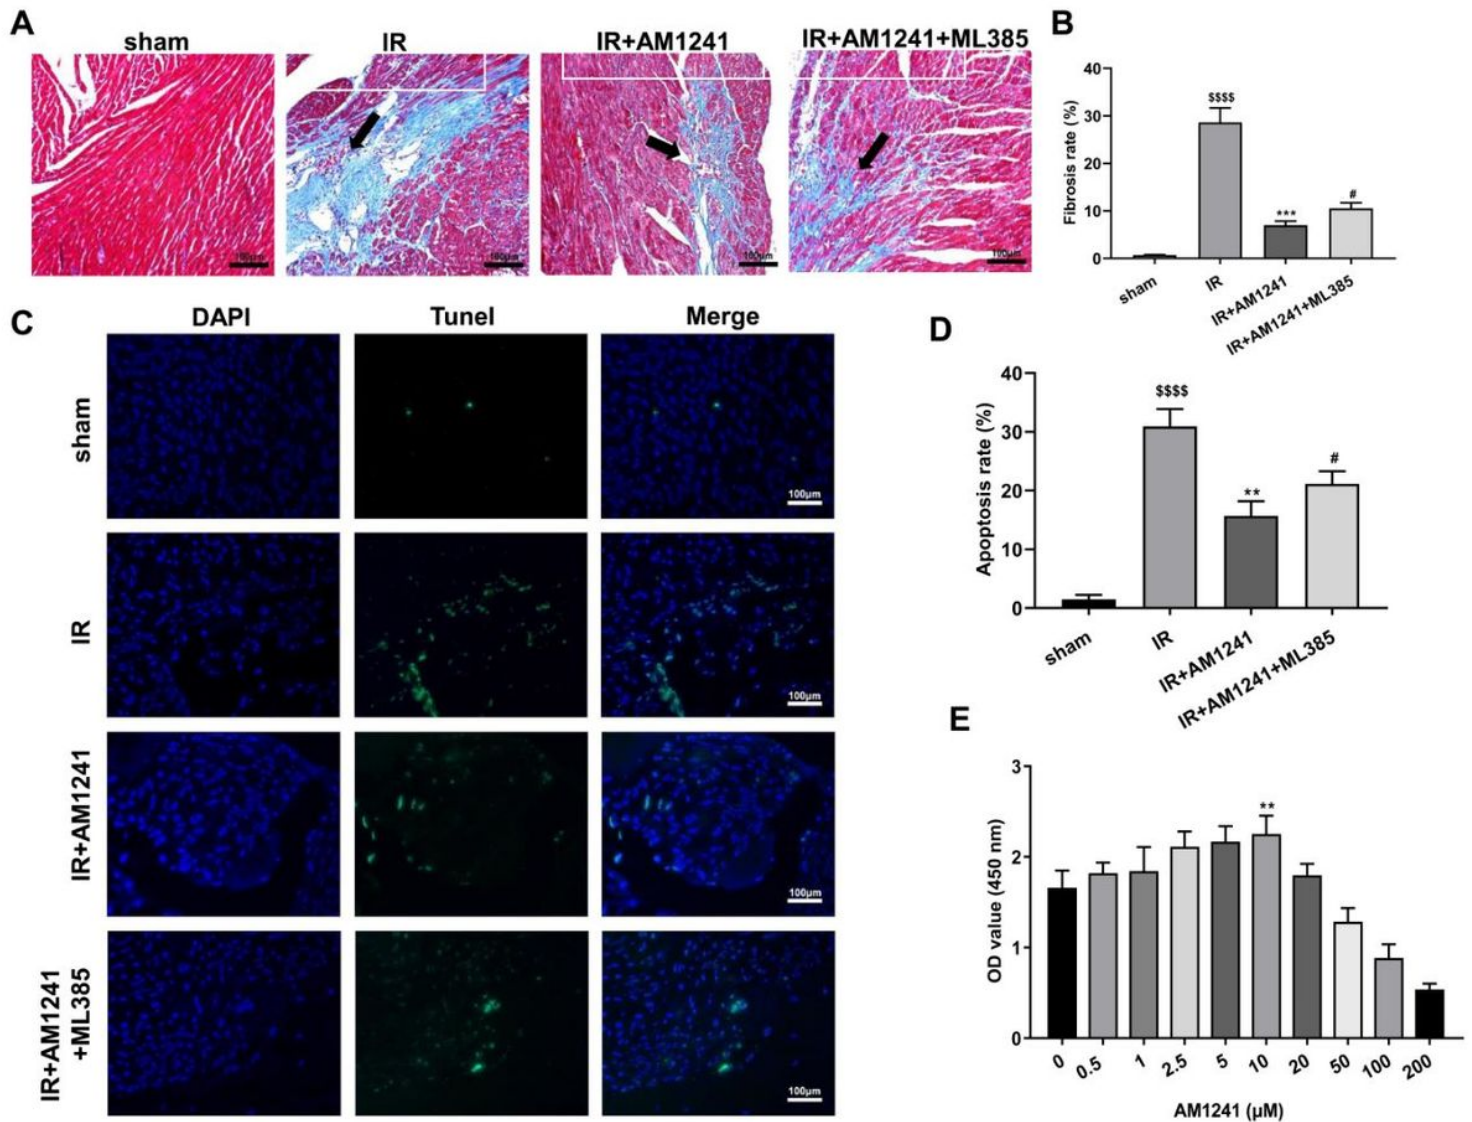 A
sham
IR
IR+AM1241
IR+AM1241+ML385
100μm
100μm
100μm
100μm
B
Fibrosis rate (%)
40
30
20
10
0
$$$$
***
#
sham
IR
IR+AM1241
IR+AM1241+ML385
C
DAPI
Tunel
Merge
sham
100μm
IR
100μm
IR+AM1241
100μm
IR+AM1241
+ML385
100μm
D
Apoptosis rate (%)
40
30
20
10
0
$$$$
**
#
sham
IR
IR+AM1241
IR+AM1241+ML385
E
OD value (450 nm)
3
2
1
0
**
0
0.5
1
2.5
5
10
20
50
100
200
AM1241 (μM)